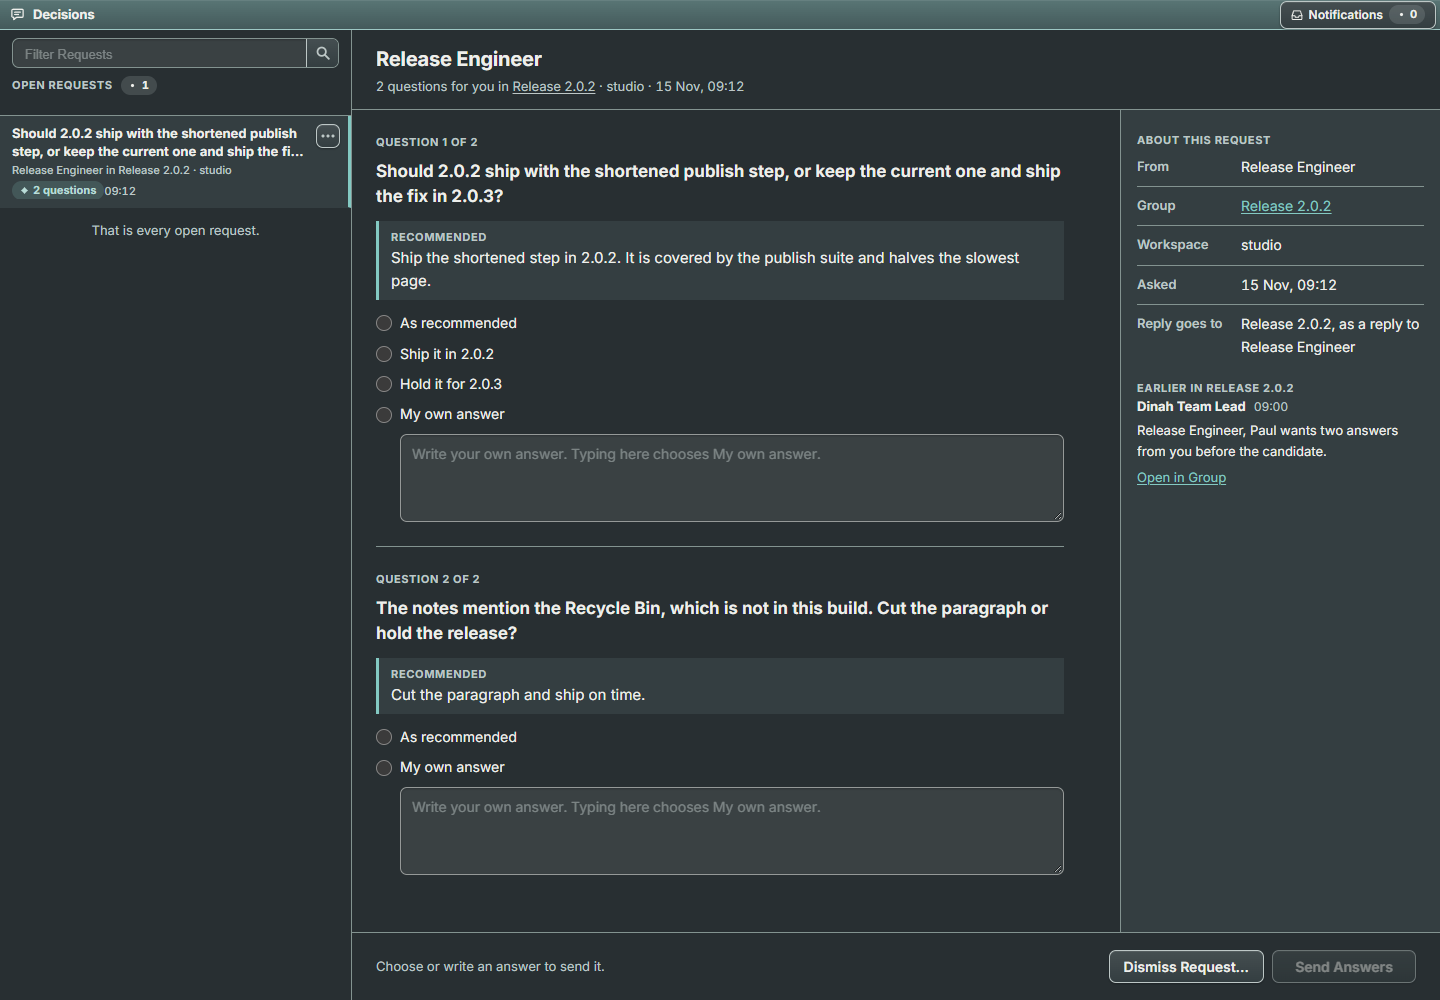 Decisions
Notifications • 0
Filter Requests
OPEN REQUESTS • 1
Should 2.0.2 ship with the shortened publish
step, or keep the current one and ship the fi...
Release Engineer in Release 2.0.2 · studio
2 questions 09:12
That is every open request.
Release Engineer
2 questions for you in Release 2.0.2 · studio · 15 Nov, 09:12
QUESTION 1 OF 2
Should 2.0.2 ship with the shortened publish step, or keep the current one and ship
the fix in 2.0.3?
RECOMMENDED
Ship the shortened step in 2.0.2. It is covered by the publish suite and halves the slowest
page.
As recommended
Ship it in 2.0.2
Hold it for 2.0.3
My own answer
Write your own answer. Typing here chooses My own answer.
QUESTION 2 OF 2
The notes mention the Recycle Bin, which is not in this build. Cut the paragraph or
hold the release?
RECOMMENDED
Cut the paragraph and ship on time.
As recommended
My own answer
Write your own answer. Typing here chooses My own answer.
Choose or write an answer to send it.
Dismiss Request...
Send Answers
ABOUT THIS REQUEST
From Release Engineer
Group Release 2.0.2
Workspace studio
Asked 15 Nov, 09:12
Reply goes to Release 2.0.2, as a reply to
Release Engineer
EARLIER IN RELEASE 2.0.2
Dinah Team Lead 09:00
Release Engineer, Paul wants two answers
from you before the candidate.
Open in Group